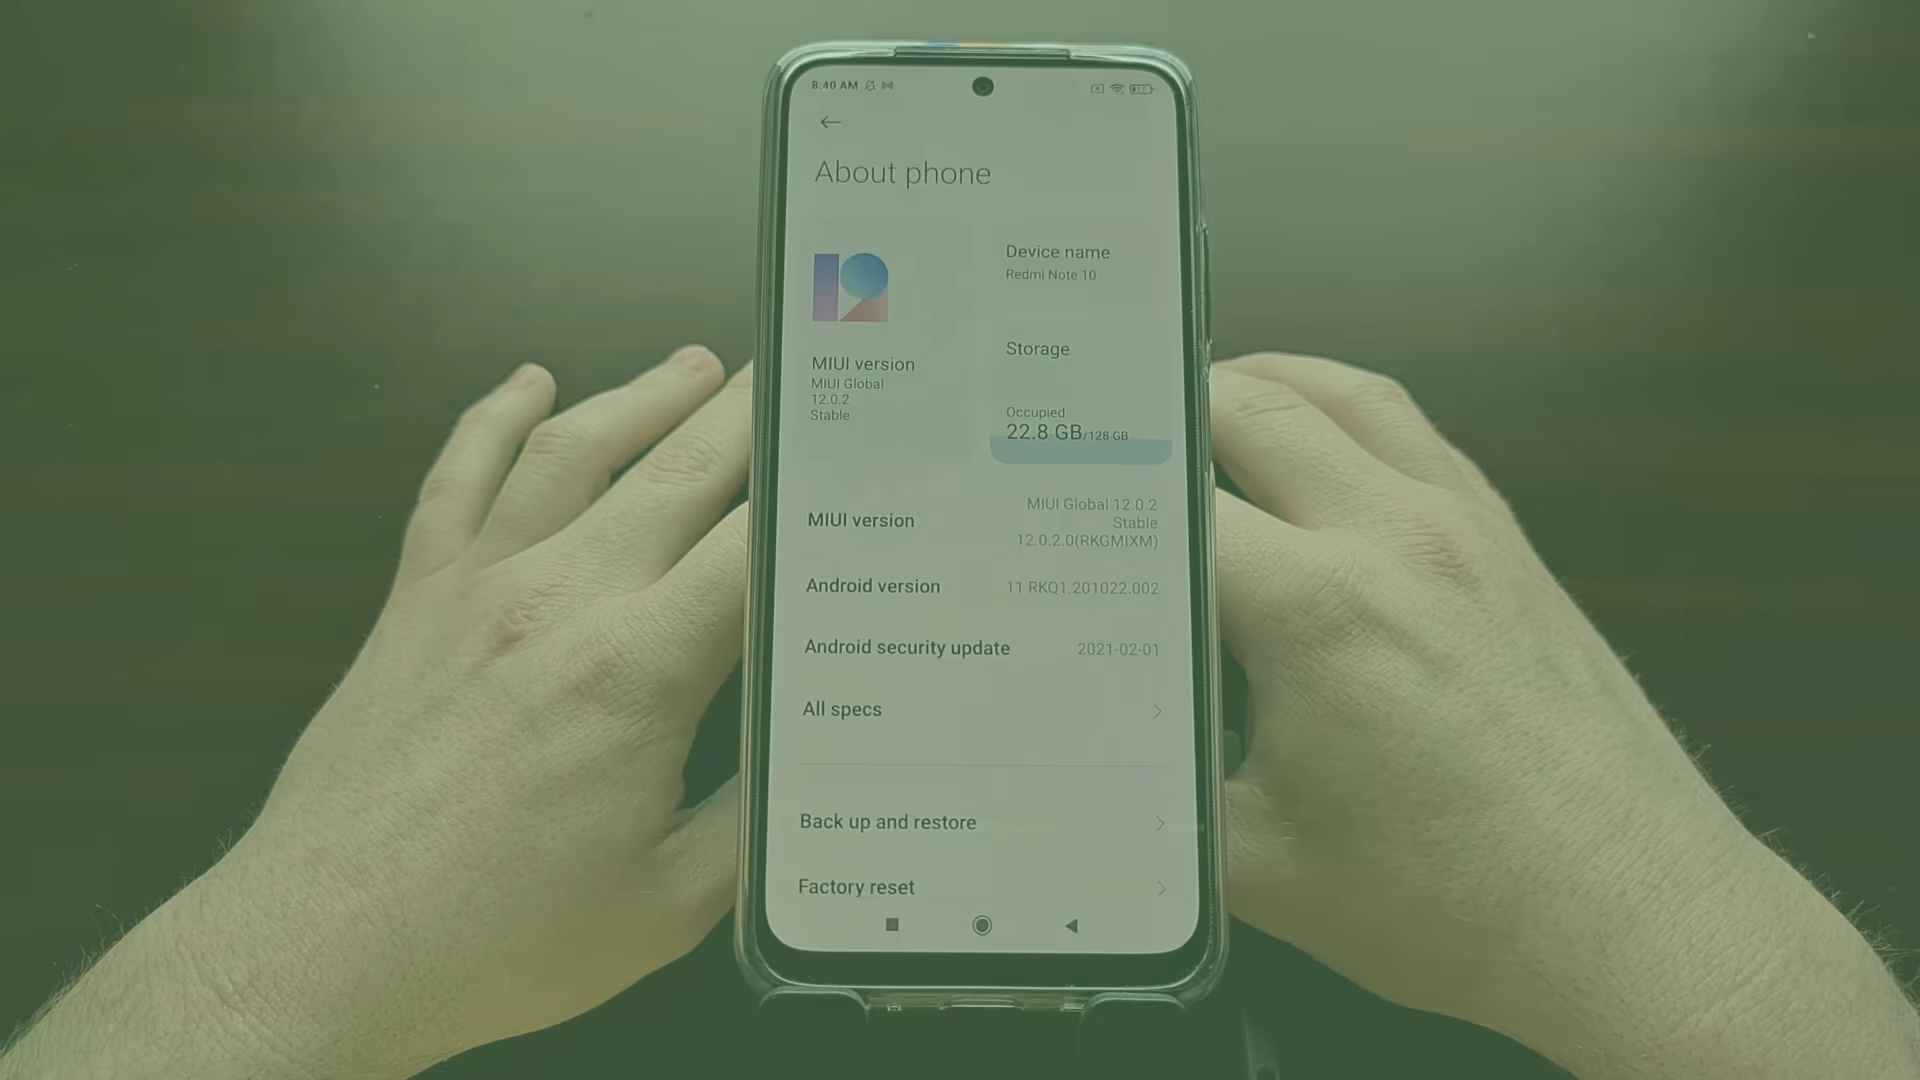 8:40 AM
About phone
MIUI version
MIUI Global
12.0.2
Stable
Device name
Redmi Note 10
Storage
Occupied
22.8 GB/128 GB
MIUI version
MIUI Global 12.0.2
Stable
12.0.2.0(RKGMIXM)
Android version
11 RKQ1.201022.002
Android security update
2021-02-01
All specs
Back up and restore
Factory reset